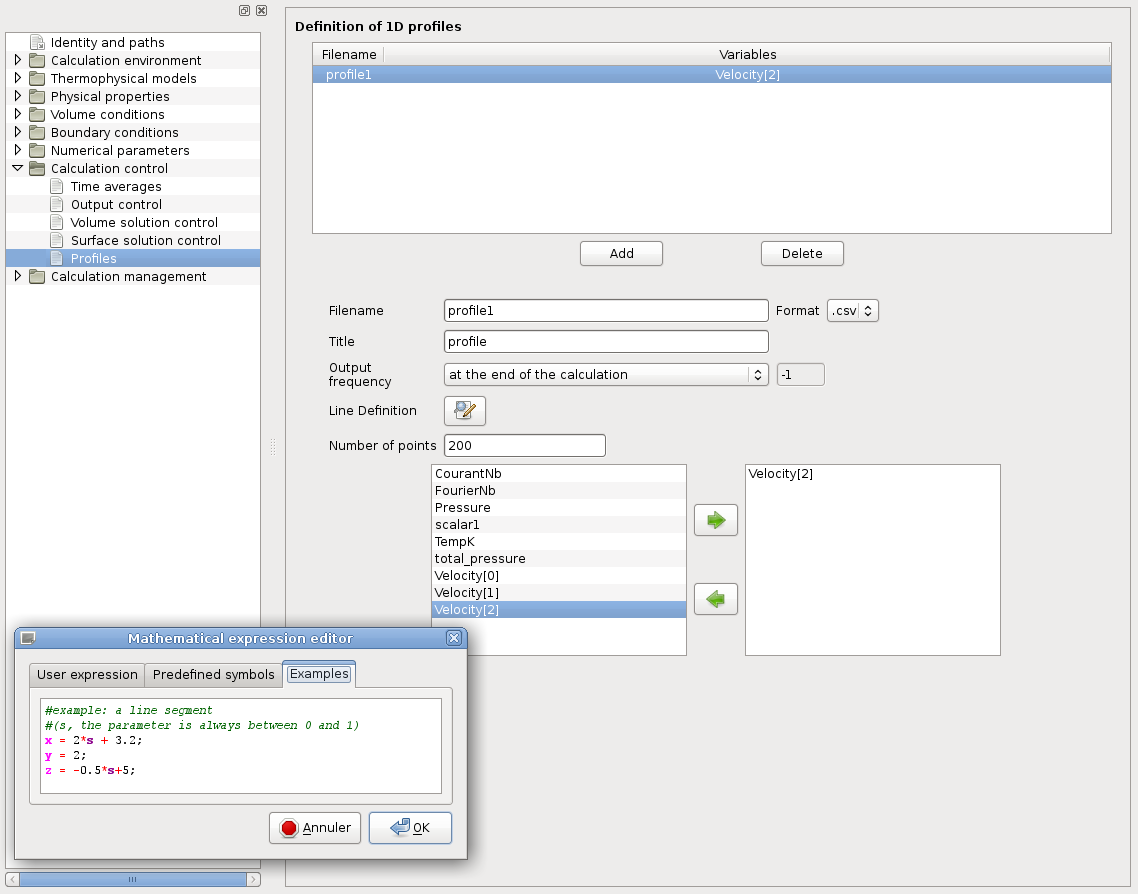 Identity and paths
Calculation environment
Thermophysical models
Physical properties
Volume conditions
Boundary conditions
Numerical parameters
Calculation control
Time averages
Output control
Volume solution control
Surface solution control
Profiles
Calculation management
Definition of 1D profiles
Filename Variables
profile1 Velocity[2]
Add Delete
Filename profile1 Format .csv
Title profile
Output
frequency
at the end of the calculation -1
Line Definition
Number of points 200
CourantNb
FourierNb
Pressure
scalar1
TempK
total_pressure
Velocity[0]
Velocity[1]
Velocity[2]
Velocity[2]
Mathematical expression editor
User expression Predefined symbols Examples
#example: a line segment
#(s, the parameter is always between 0 and 1)
x = 2*s + 3.2;
y = 2;
z = -0.5*s+5;
Annuler OK